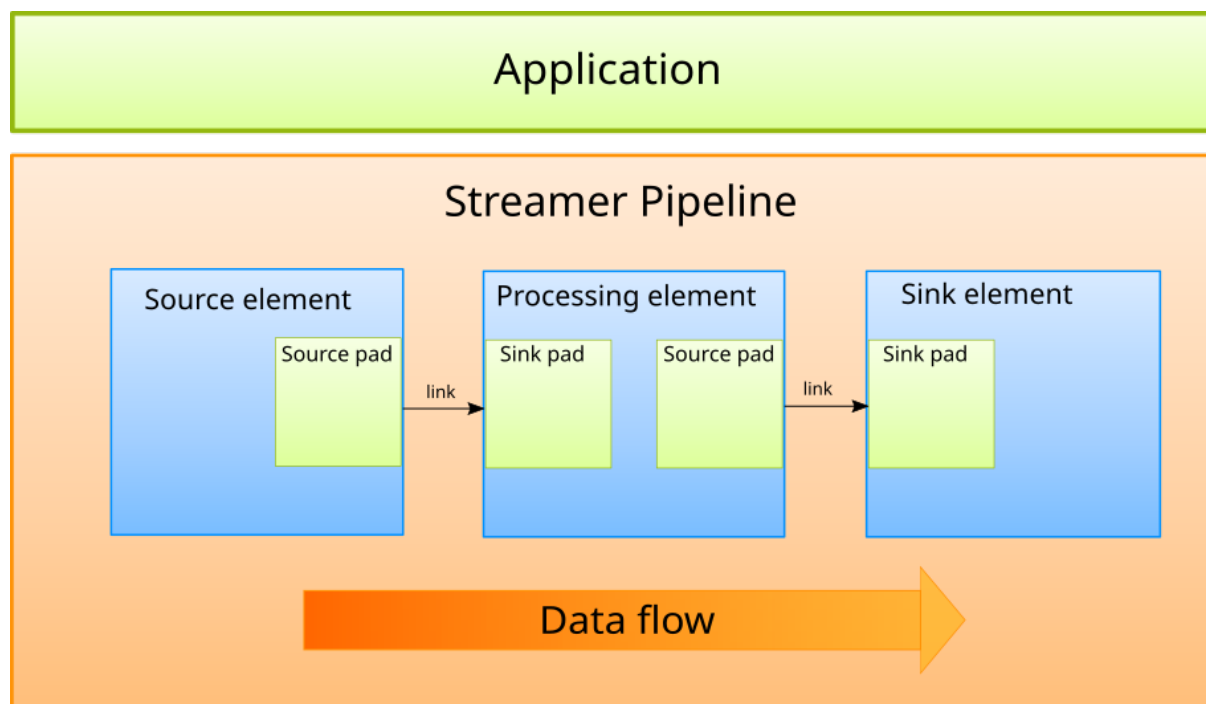 Application
Streamer Pipeline
Source element
Source pad
link
Processing element
Sink pad
Source pad
link
Sink element
Sink pad
Data flow